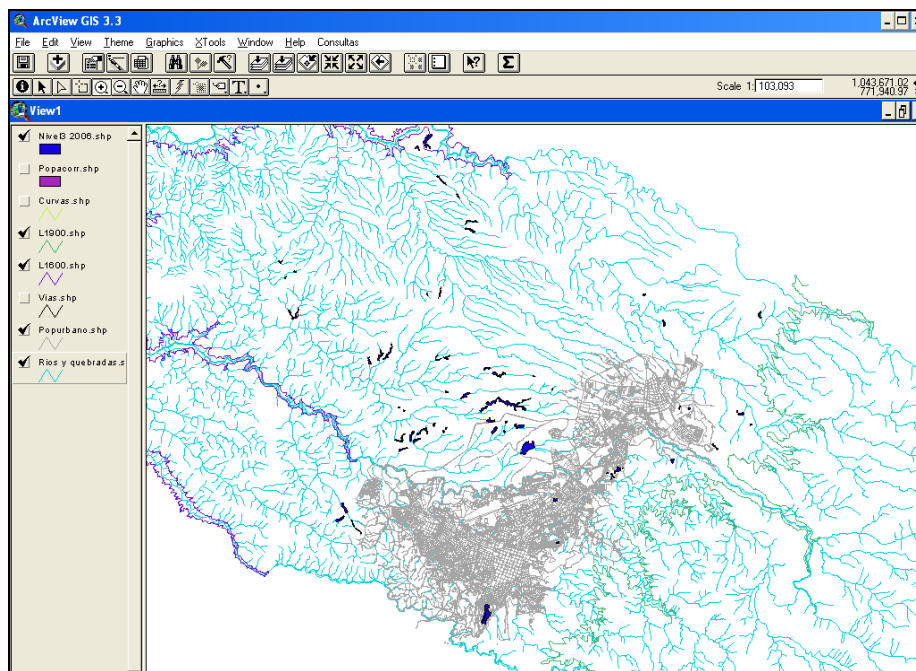 ArcView GIS 3.3
File Edit View Theme Graphics XTools Window Help Consultas
Scale 1: 103,093
1,043,671.02
771,940.97
View1
Nivel3 2006.shp
Popacorr.shp
Curvas.shp
L1900.shp
L1600.shp
Vias.shp
Popurbano.shp
Rios y quebradas.s